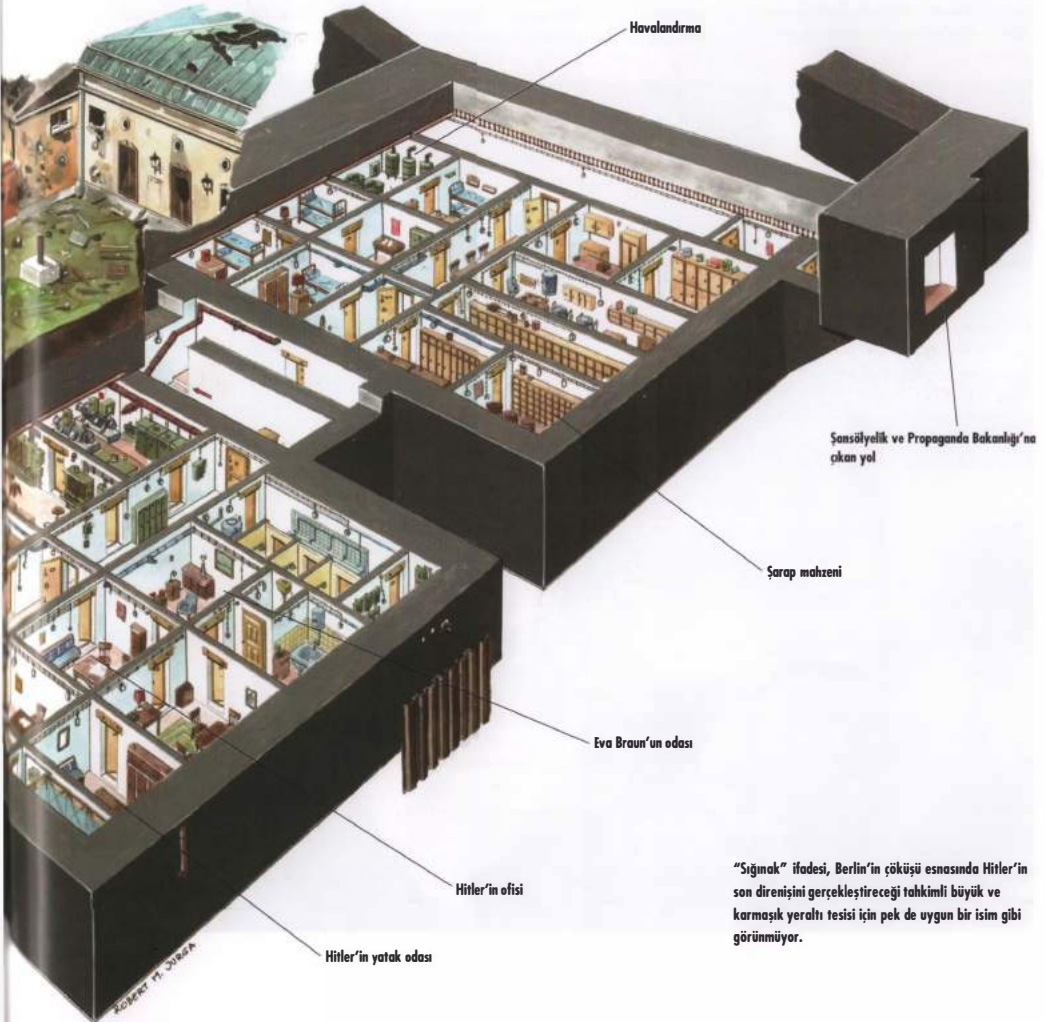 Havalandırma
Şansölyelik ve Propaganda Bakanlığı’na
çıkan yol
Şarap mahzeni
Eva Braun’un odası
Hitler’in ofisi
Hitler’in yatak odası
“Sığınak” ifadesi, Berlin’in çöküşü esnasında Hitler’in
son direnişini gerçekleştireceği tahkimli büyük ve
karmaşık yeraltı tesisi için pek de uygun bir isim gibi
görünmüyor.
ROBERT M. JURGA